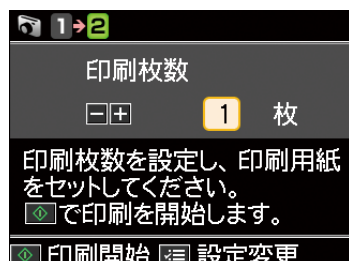 1→2
印刷枚数
−+ 1 枚
印刷枚数を設定し、印刷用紙
をセットしてください。
で印刷を開始します。
印刷開始 設定変更